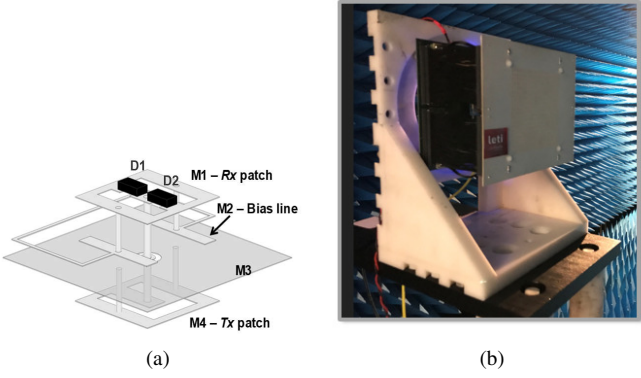 D1
D2
M1 – Rx patch
M2 – Bias line
M3
M4 – Tx patch
leti
(a)
(b)